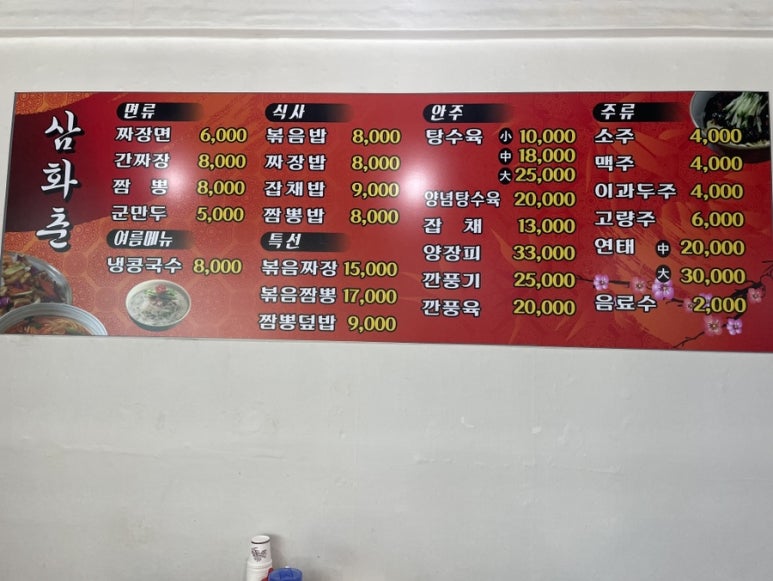 삼화춘
면류
짜장면 6,000
간짜장 8,000
짬 뽕 8,000
군만두 5,000
여름메뉴
냉콩국수 8,000
식사
볶음밥 8,000
짜장밥 8,000
잡채밥 9,000
짬뽕밥 8,000
특선
볶음짜장 15,000
볶음짬뽕 17,000
짬뽕덮밥 9,000
안주
탕수육 小 10,000
中 18,000
大 25,000
양념탕수육 20,000
잡 채 13,000
양장피 33,000
깐풍기 25,000
깐풍육 20,000
주류
소주 4,000
맥주 4,000
이과두주 4,000
고량주 6,000
연태 中 20,000
大 30,000
음료수 2,000